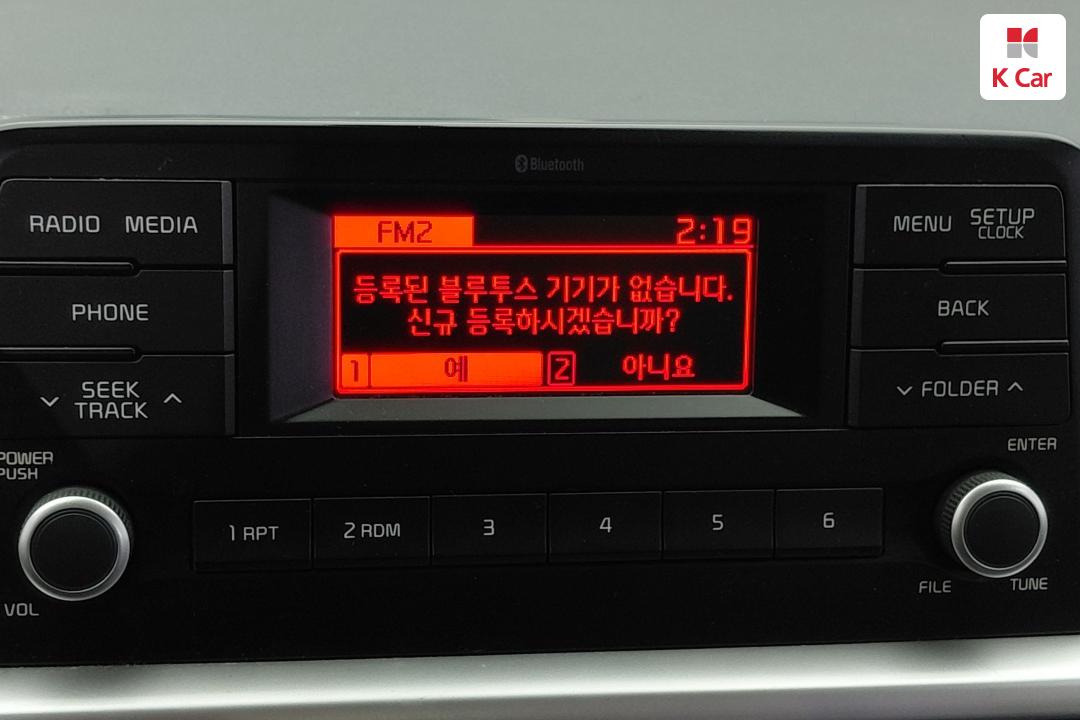 K Car
Bluetooth
RADIO MEDIA
PHONE
SEEK
TRACK
POWER
PUSH
VOL
FM2 2:19
등록된 블루투스 기기가 없습니다.
신규 등록하시겠습니까?
1 예 2 아니요
MENU SETUP
CLOCK
BACK
FOLDER
ENTER
1 RPT 2 RDM 3 4 5 6
FILE TUNE